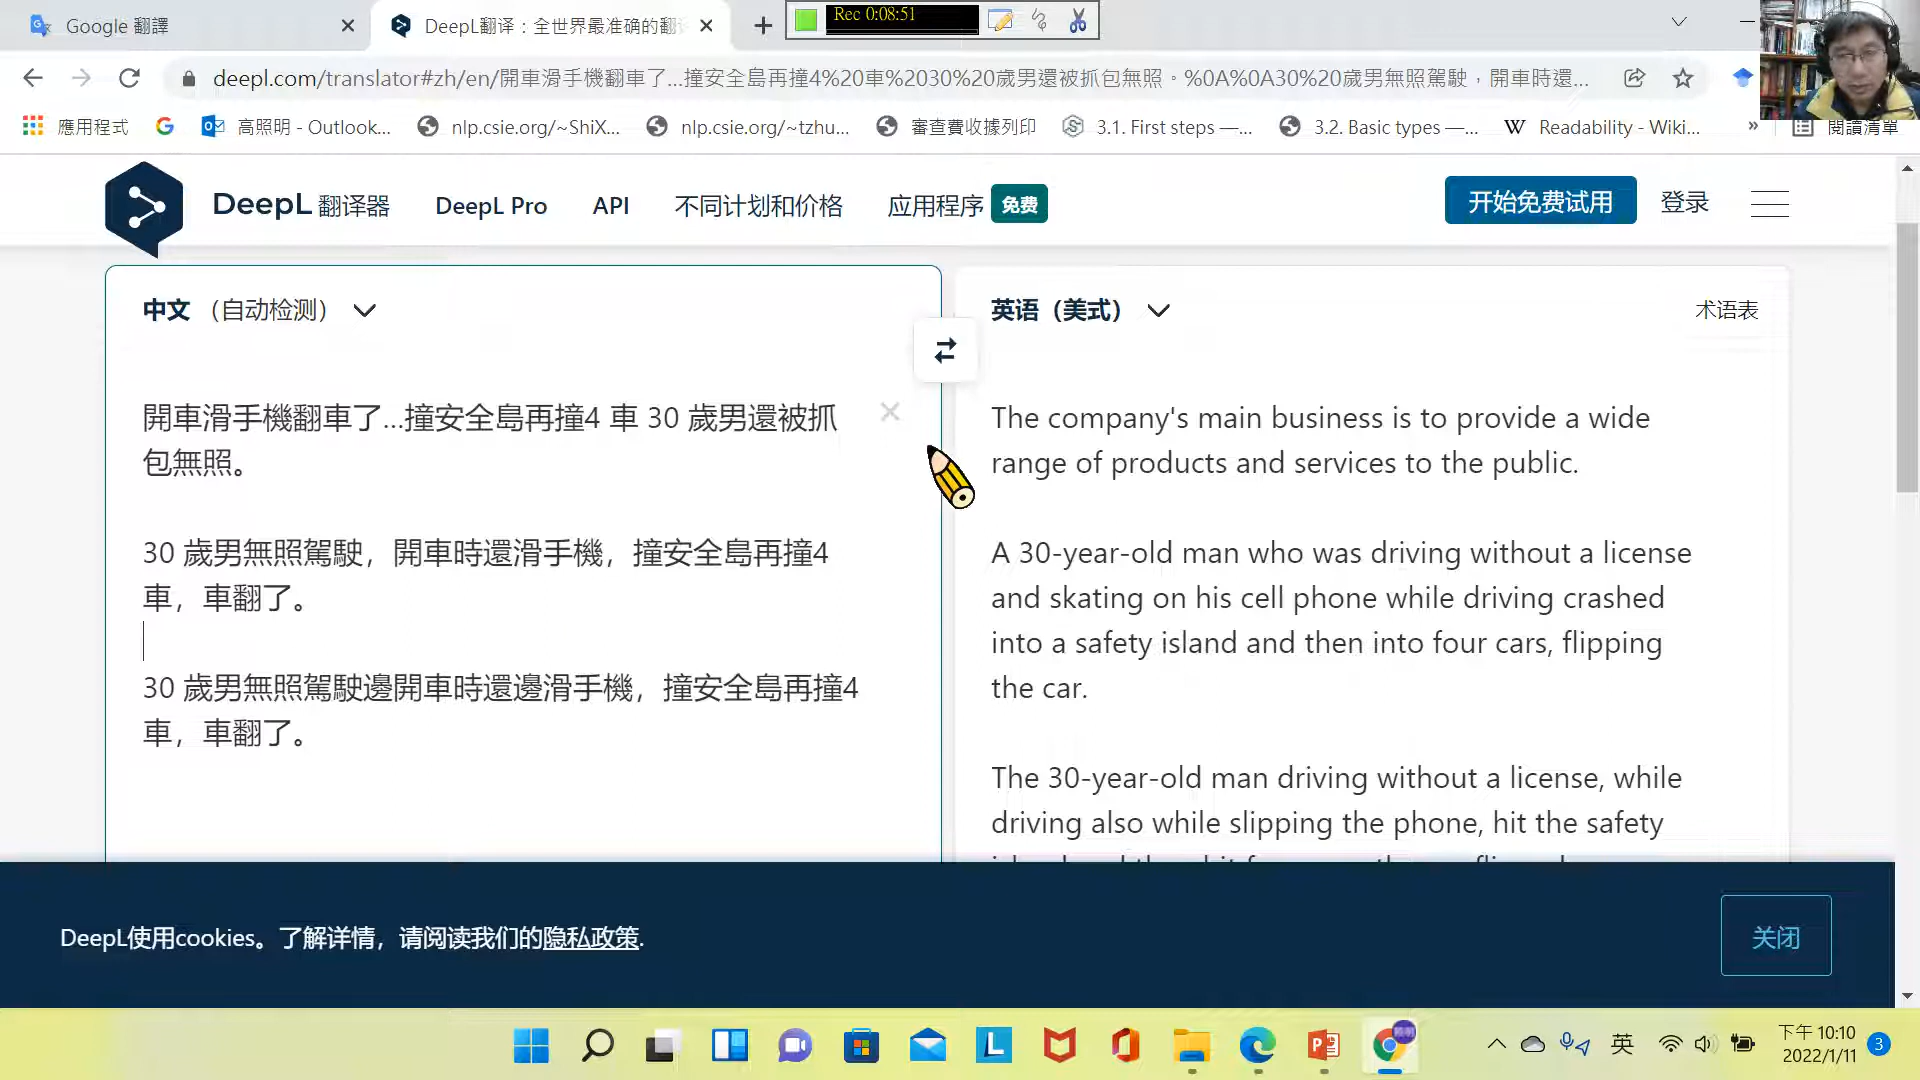 Google 翻譯
DeepL翻译：全世界最准确的翻
Rec 0:08:51
deepl.com/translator#zh/en/開車滑手機翻車了...撞安全島再撞4%20車%2030%20歲男還被抓包無照。%0A%0A30%20歲男無照駕駛，開車時還...
應用程式
高照明 - Outlook...
nlp.csie.org/~ShiX...
nlp.csie.org/~tzhu...
審查費收據列印
3.1. First steps —...
3.2. Basic types —...
W Readability - Wiki...
»
閱讀清單
DeepL 翻译器
DeepL Pro
API
不同计划和价格
应用程序 免费
开始免费试用
登录
中文 （自动检测）
英语（美式）
术语表
開車滑手機翻車了...撞安全島再撞4 車 30 歲男還被抓
包無照。
30 歲男無照駕駛，開車時還滑手機，撞安全島再撞4
車，車翻了。
30 歲男無照駕駛邊開車時還邊滑手機，撞安全島再撞4
車，車翻了。
The company's main business is to provide a wide
range of products and services to the public.
A 30-year-old man who was driving without a license
and skating on his cell phone while driving crashed
into a safety island and then into four cars, flipping
the car.
The 30-year-old man driving without a license, while
driving also while slipping the phone, hit the safety
DeepL使用cookies。了解详情，请阅读我们的隐私政策.
关闭
英
下午 10:10
2022/1/11
3